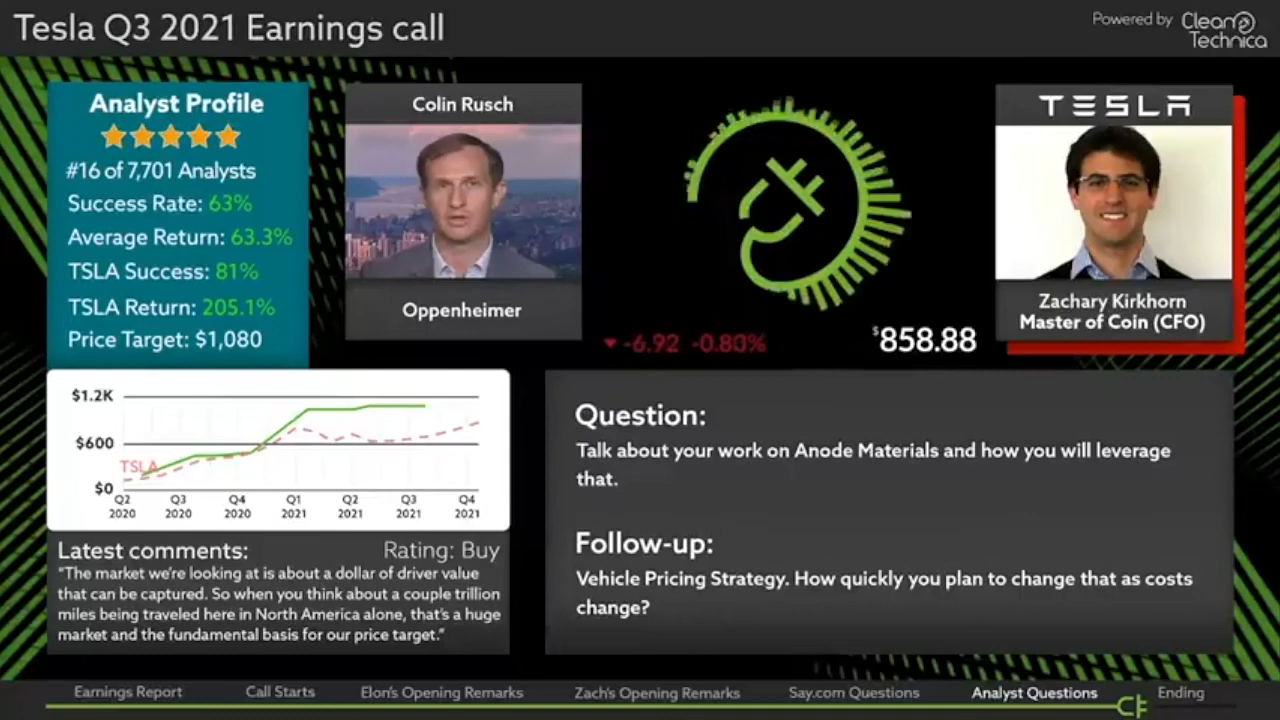 Tesla Q3 2021 Earnings call
Powered by CleanTechnica
Analyst Profile
#16 of 7,701 Analysts
Success Rate: 63%
Average Return: 63.3%
TSLA Success: 81%
TSLA Return: 205.1%
Price Target: $1,080
Colin Rusch
Oppenheimer
▼ -6.92 -0.80%
$858.88
TESLA
Zachary Kirkhorn
Master of Coin (CFO)
$1.2K
$600
TSLA
$0
Q2 Q3 Q4 Q1 Q2 Q3 Q4
2020 2020 2020 2021 2021 2021 2021
Latest comments: Rating: Buy
"The market we're looking at is about a dollar of driver value
that can be captured. So when you think about a couple trillion
miles being traveled here in North America alone, that's a huge
market and the fundamental basis for our price target."
Question:
Talk about your work on Anode Materials and how you will leverage
that.
Follow-up:
Vehicle Pricing Strategy. How quickly you plan to change that as costs
change?
Earnings Report Call Starts Elon's Opening Remarks Zach's Opening Remarks Say.com Questions Analyst Questions Ending